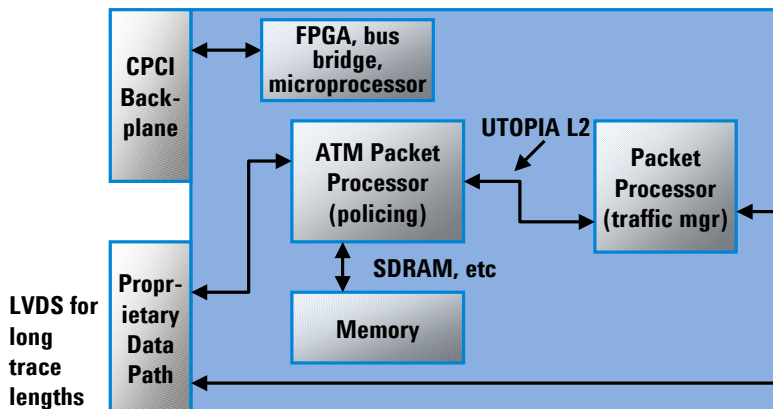 CPCI
Back-
plane
FPGA, bus
bridge,
microprocessor
UTOPIA L2
ATM Packet
Processor
(policing)
Packet
Processor
(traffic mgr)
SDRAM, etc
Memory
LVDS for
long
trace
lengths
Propr-
ietary
Data
Path